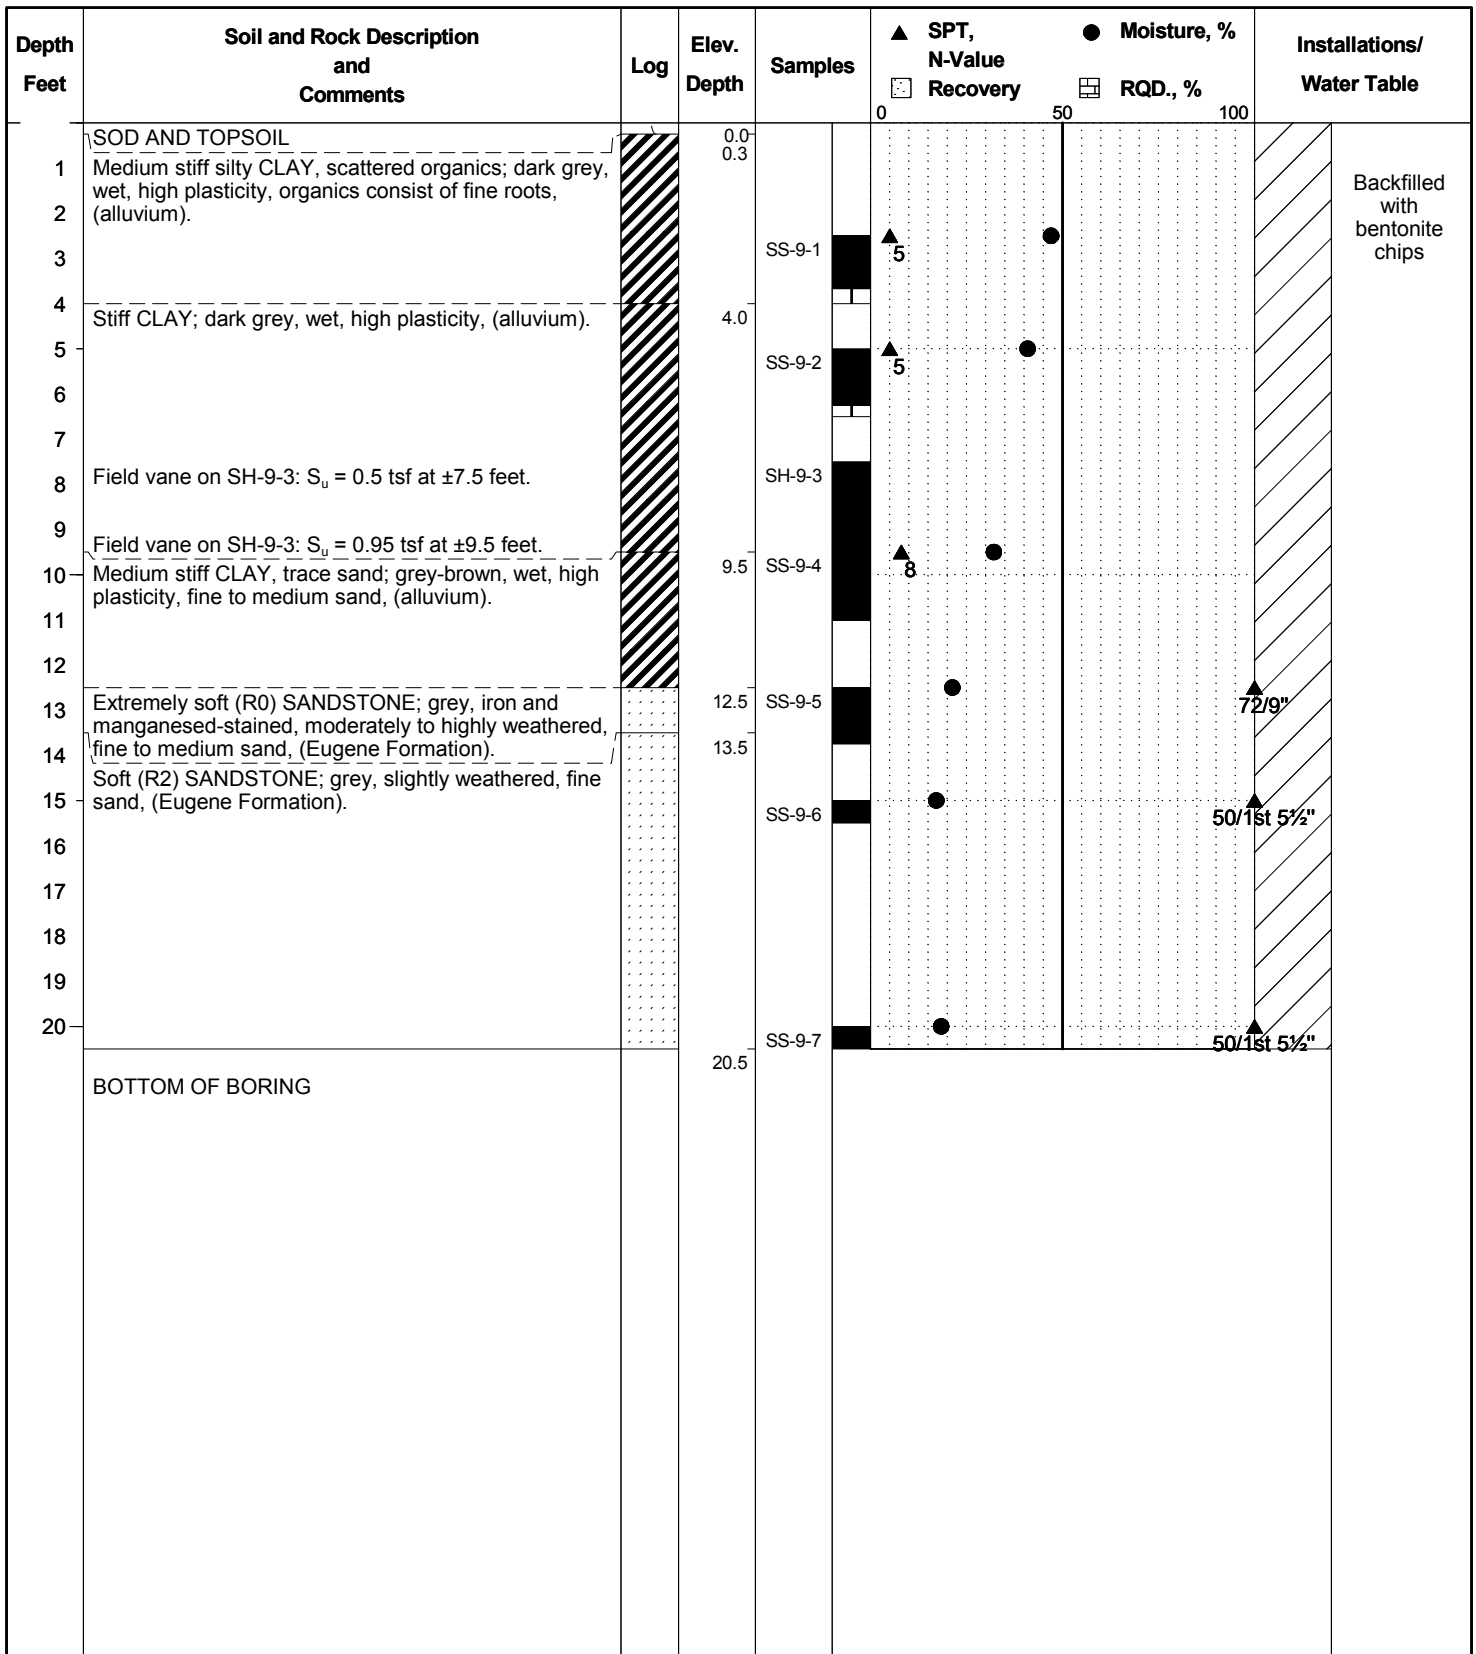 Depth
Feet
Soil and Rock Description
and
Comments
Log
Elev.
Depth
Samples
SPT,
N-Value
Moisture, %
Recovery
RQD., %
0
50
100
Installations/
Water Table
SOD AND TOPSOIL
0.0
0.3
1
Medium stiff silty CLAY, scattered organics; dark grey,
wet, high plasticity, organics consist of fine roots,
(alluvium).
Backfilled
with
bentonite
chips
2
3
SS-9-1
5
4
Stiff CLAY; dark grey, wet, high plasticity, (alluvium).
4.0
5
SS-9-2
5
6
7
8
Field vane on SH-9-3: Su = 0.5 tsf at ±7.5 feet.
SH-9-3
9
Field vane on SH-9-3: Su = 0.95 tsf at ±9.5 feet.
9.5
SS-9-4
8
10
Medium stiff CLAY, trace sand; grey-brown, wet, high
plasticity, fine to medium sand, (alluvium).
11
12
13
Extremely soft (R0) SANDSTONE; grey, iron and
manganesed-stained, moderately to highly weathered,
fine to medium sand, (Eugene Formation).
12.5
SS-9-5
72/9"
13.5
14
Soft (R2) SANDSTONE; grey, slightly weathered, fine
sand, (Eugene Formation).
15
SS-9-6
50/1st 5½"
16
17
18
19
20
SS-9-7
50/1st 5½"
20.5
BOTTOM OF BORING